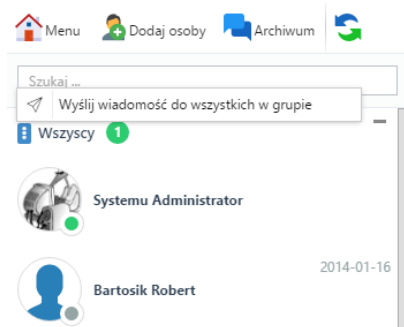 Menu Dodaj osoby Archiwum
Szukaj ...
Wyślij wiadomość do wszystkich w grupie
Wszyscy 1
Systemu Administrator
2014-01-16
Bartosik Robert